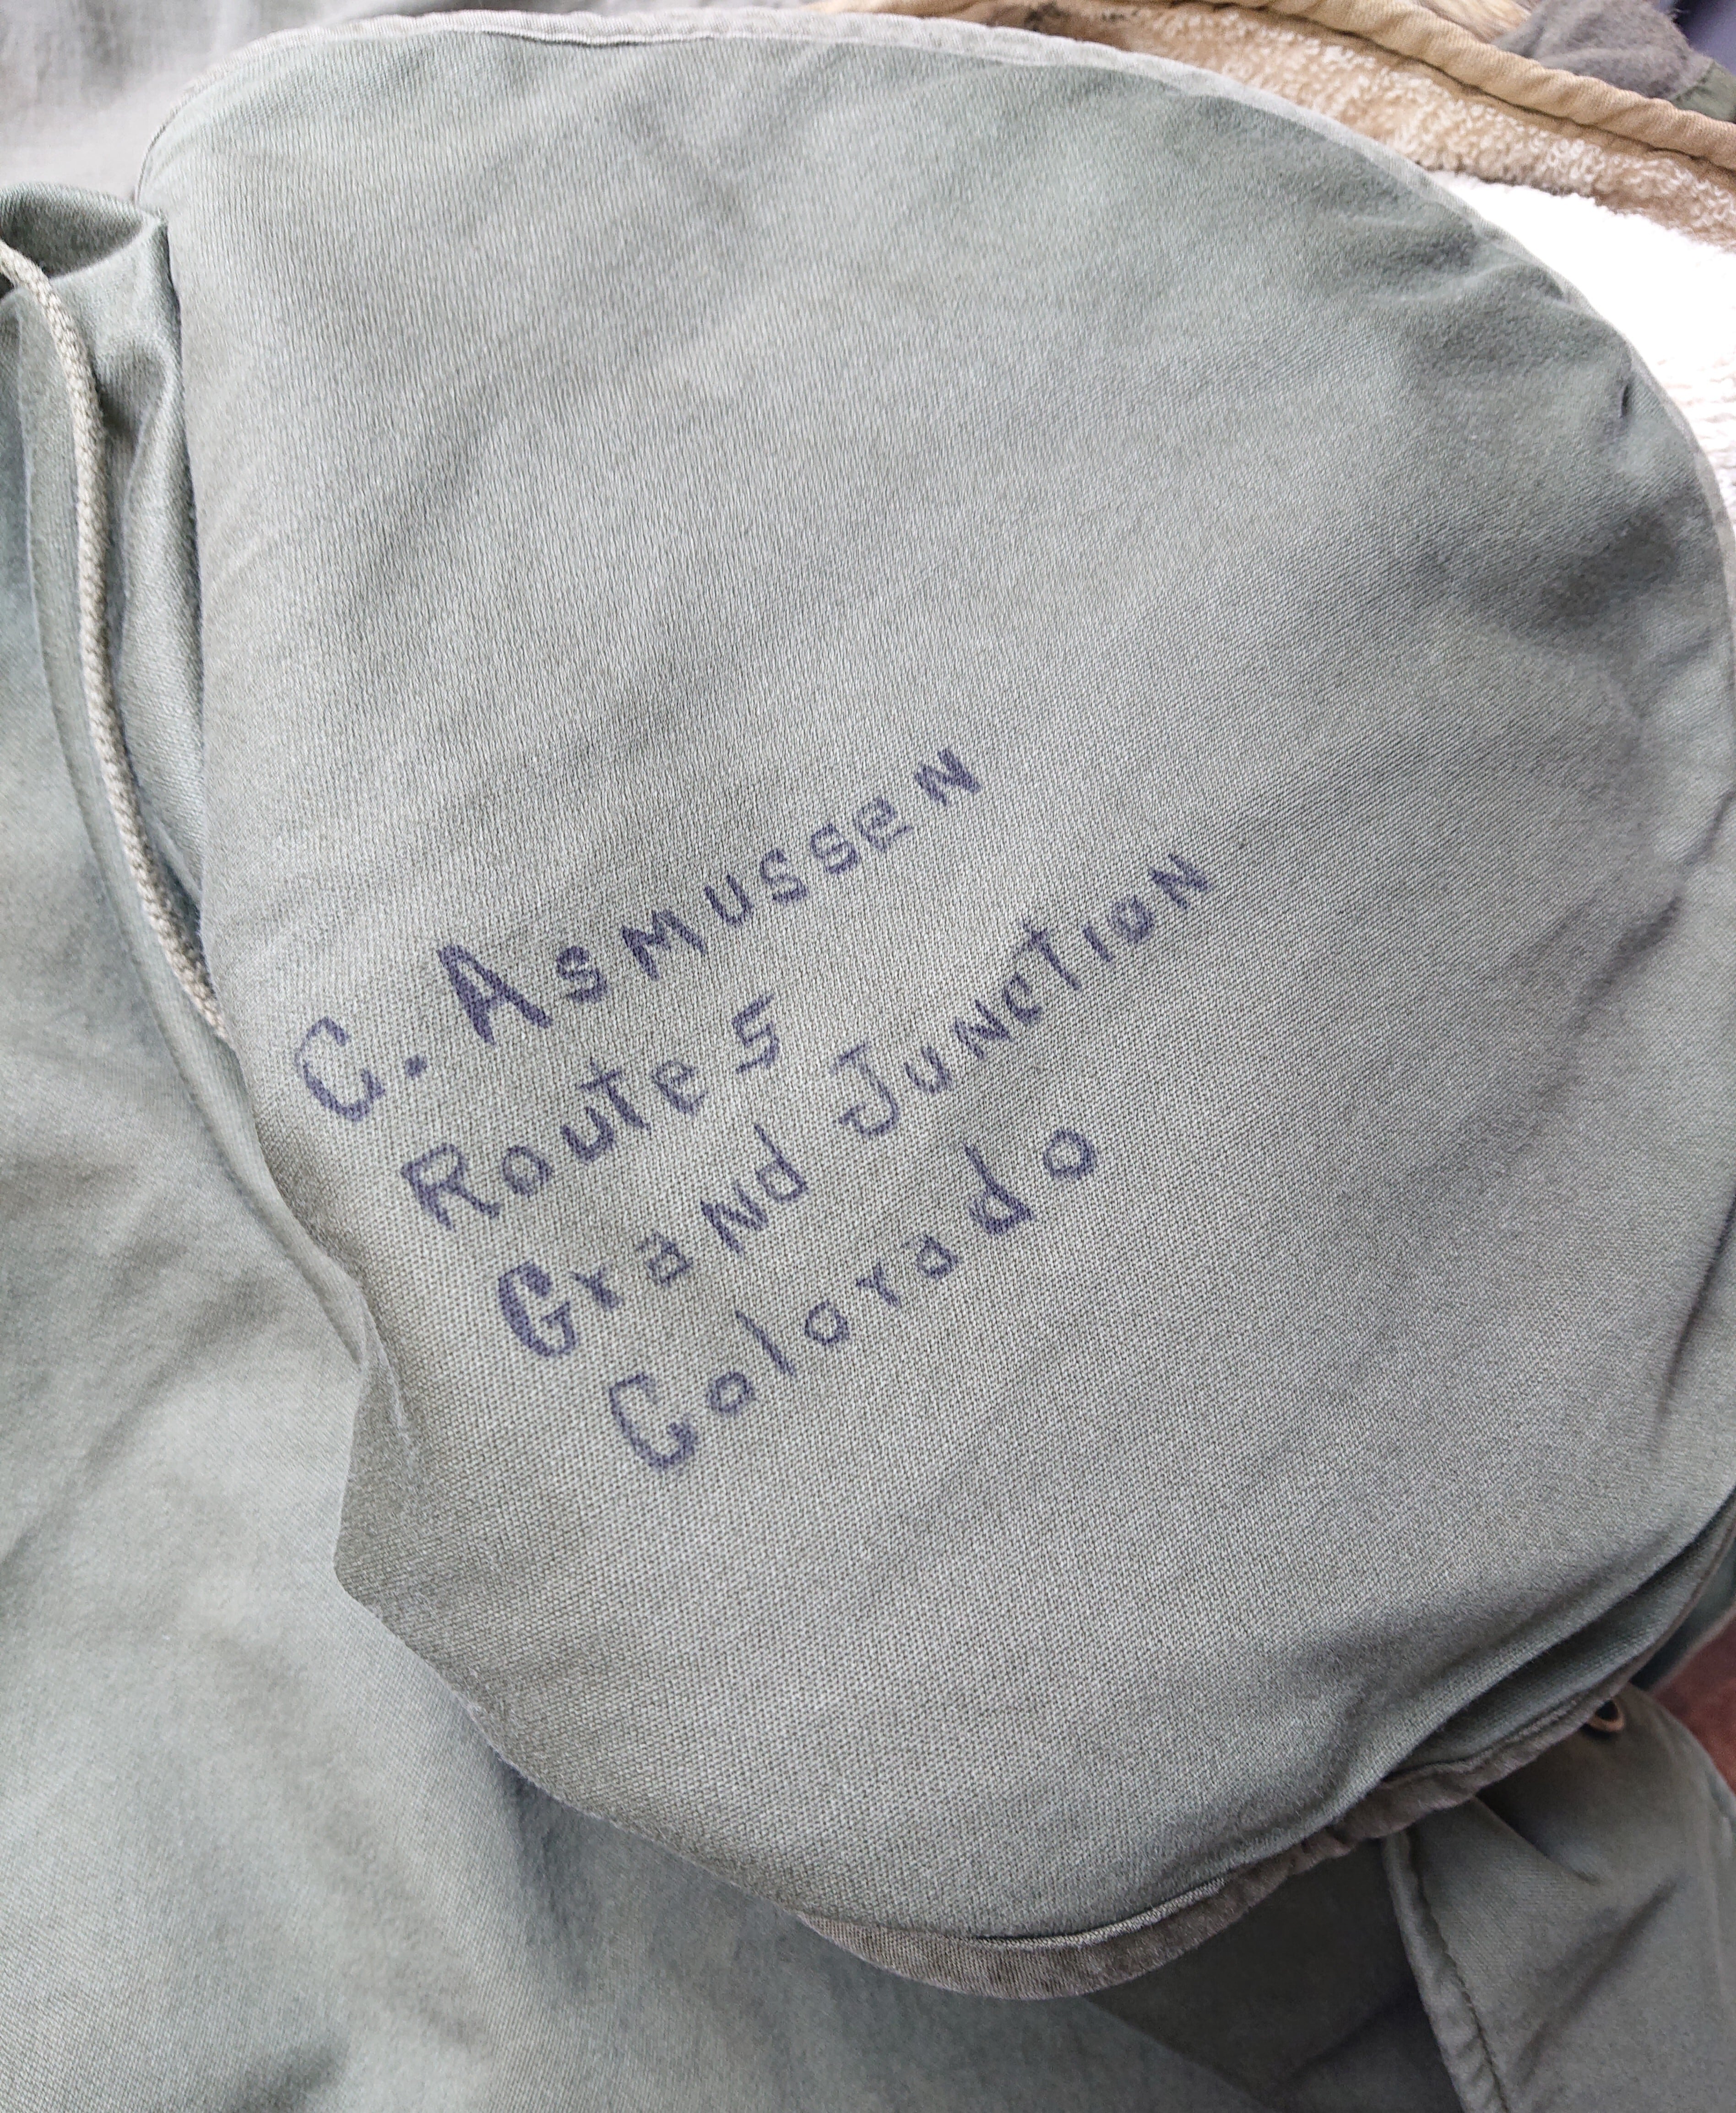 C. Asmussen
Route 5
Grand Junction
Colorado